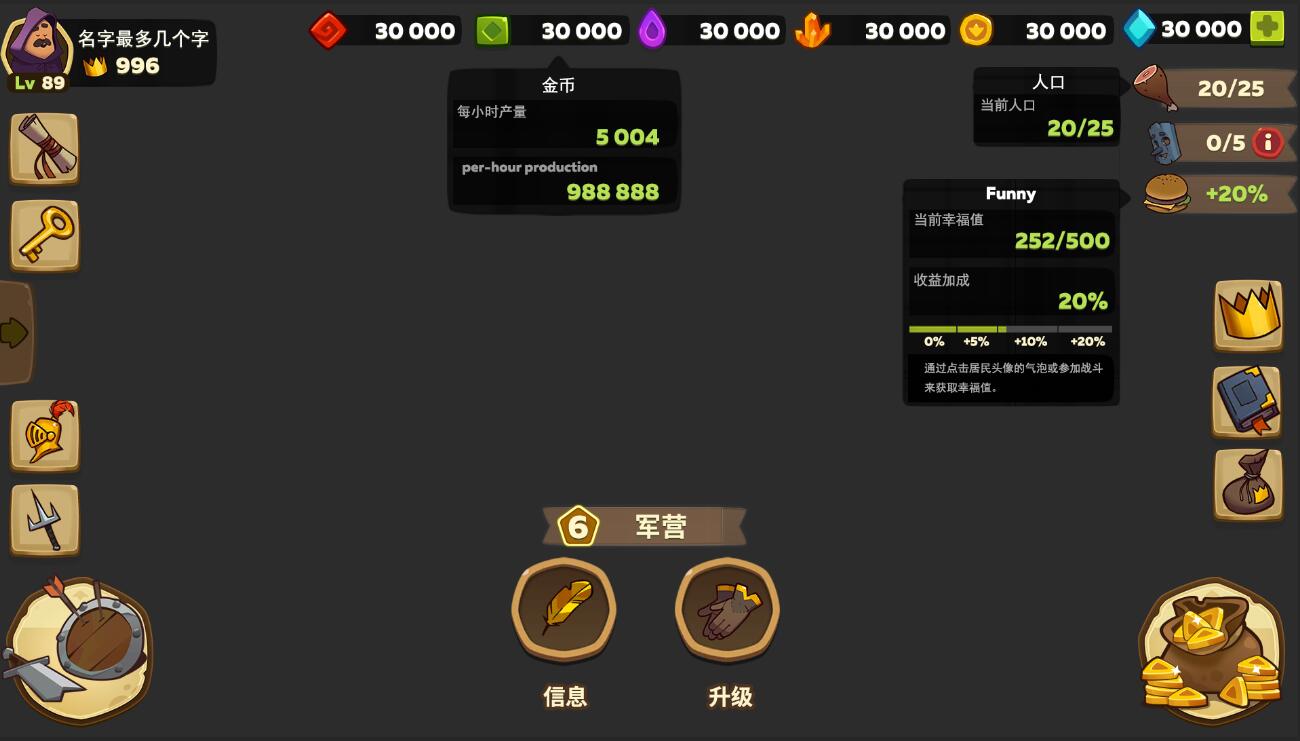 名字最多几个字
996
Lv 89
30 000
30 000
30 000
30 000
30 000
30 000
金币
每小时产量
5 004
per-hour production
988 888
人口
当前人口
20/25
20/25
0/5
+20%
Funny
当前幸福值
252/500
收益加成
20%
0% +5% +10% +20%
通过点击居民头像的气泡或参加战斗
来获取幸福值。
6 军营
信息
升级